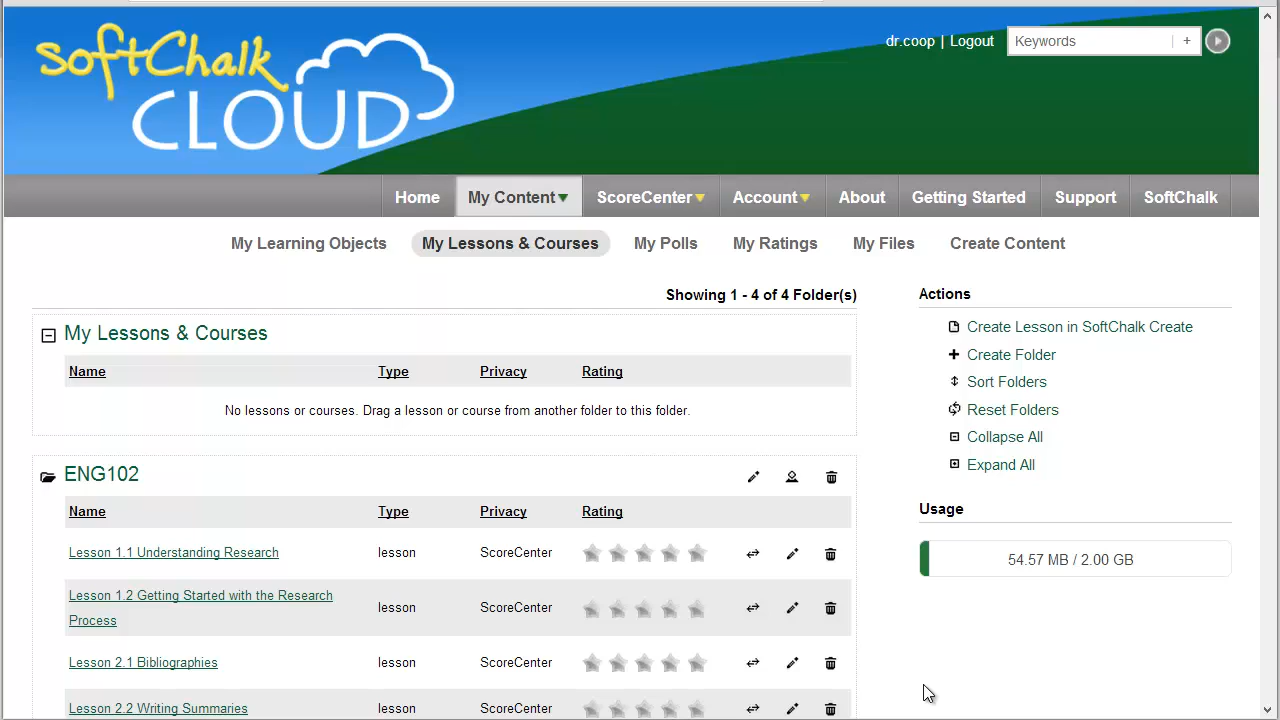 softChalk
CLOUD
dr.coop | Logout
Keywords +
Home My Content ScoreCenter Account About Getting Started Support SoftChalk
My Learning Objects My Lessons & Courses My Polls My Ratings My Files Create Content
Showing 1 - 4 of 4 Folder(s)
My Lessons & Courses
Name Type Privacy Rating
No lessons or courses. Drag a lesson or course from another folder to this folder.
ENG102
Name Type Privacy Rating
Lesson 1.1 Understanding Research lesson ScoreCenter
Lesson 1.2 Getting Started with the Research
Process lesson ScoreCenter
Lesson 2.1 Bibliographies lesson ScoreCenter
Lesson 2.2 Writing Summaries lesson ScoreCenter
Actions
Create Lesson in SoftChalk Create
Create Folder
Sort Folders
Reset Folders
Collapse All
Expand All
Usage
54.57 MB / 2.00 GB